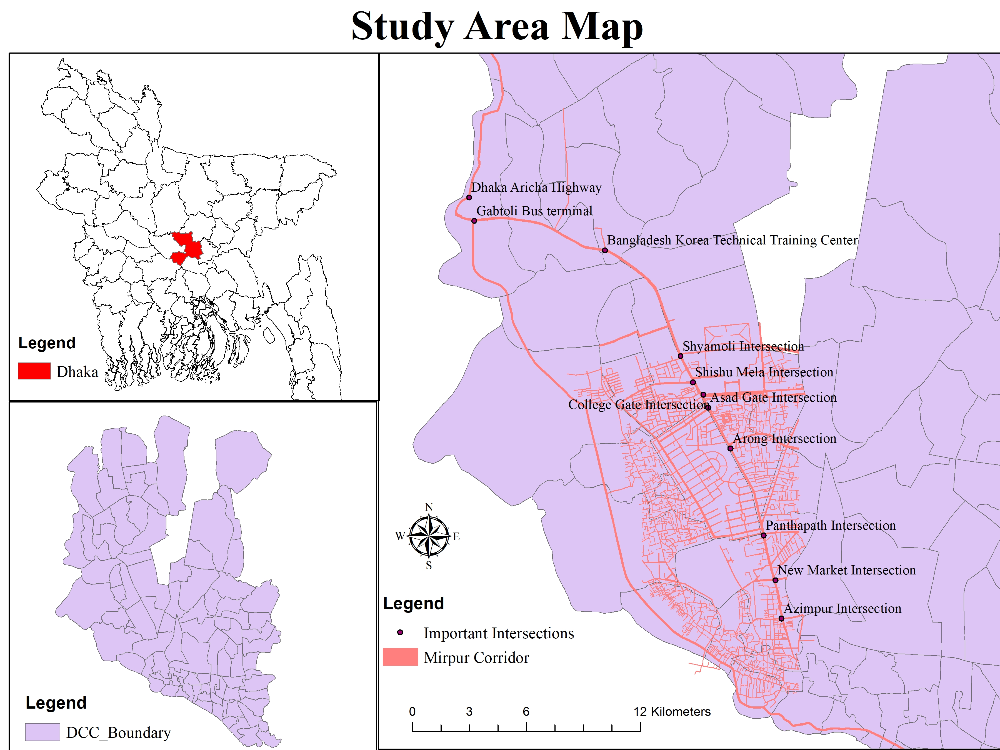 Study Area Map
Legend
Dhaka
Legend
DCC_Boundary
Dhaka Aricha Highway
Gabtoli Bus terminal
Bangladesh Korea Technical Training Center
Shyamoli Intersection
Shishu Mela Intersection
Asad Gate Intersection
College Gate Intersection
Arong Intersection
Panthapath Intersection
New Market Intersection
Azimpur Intersection
N
W E
S
Legend
Important Intersections
Mirpur Corridor
0 3 6 12 Kilometers